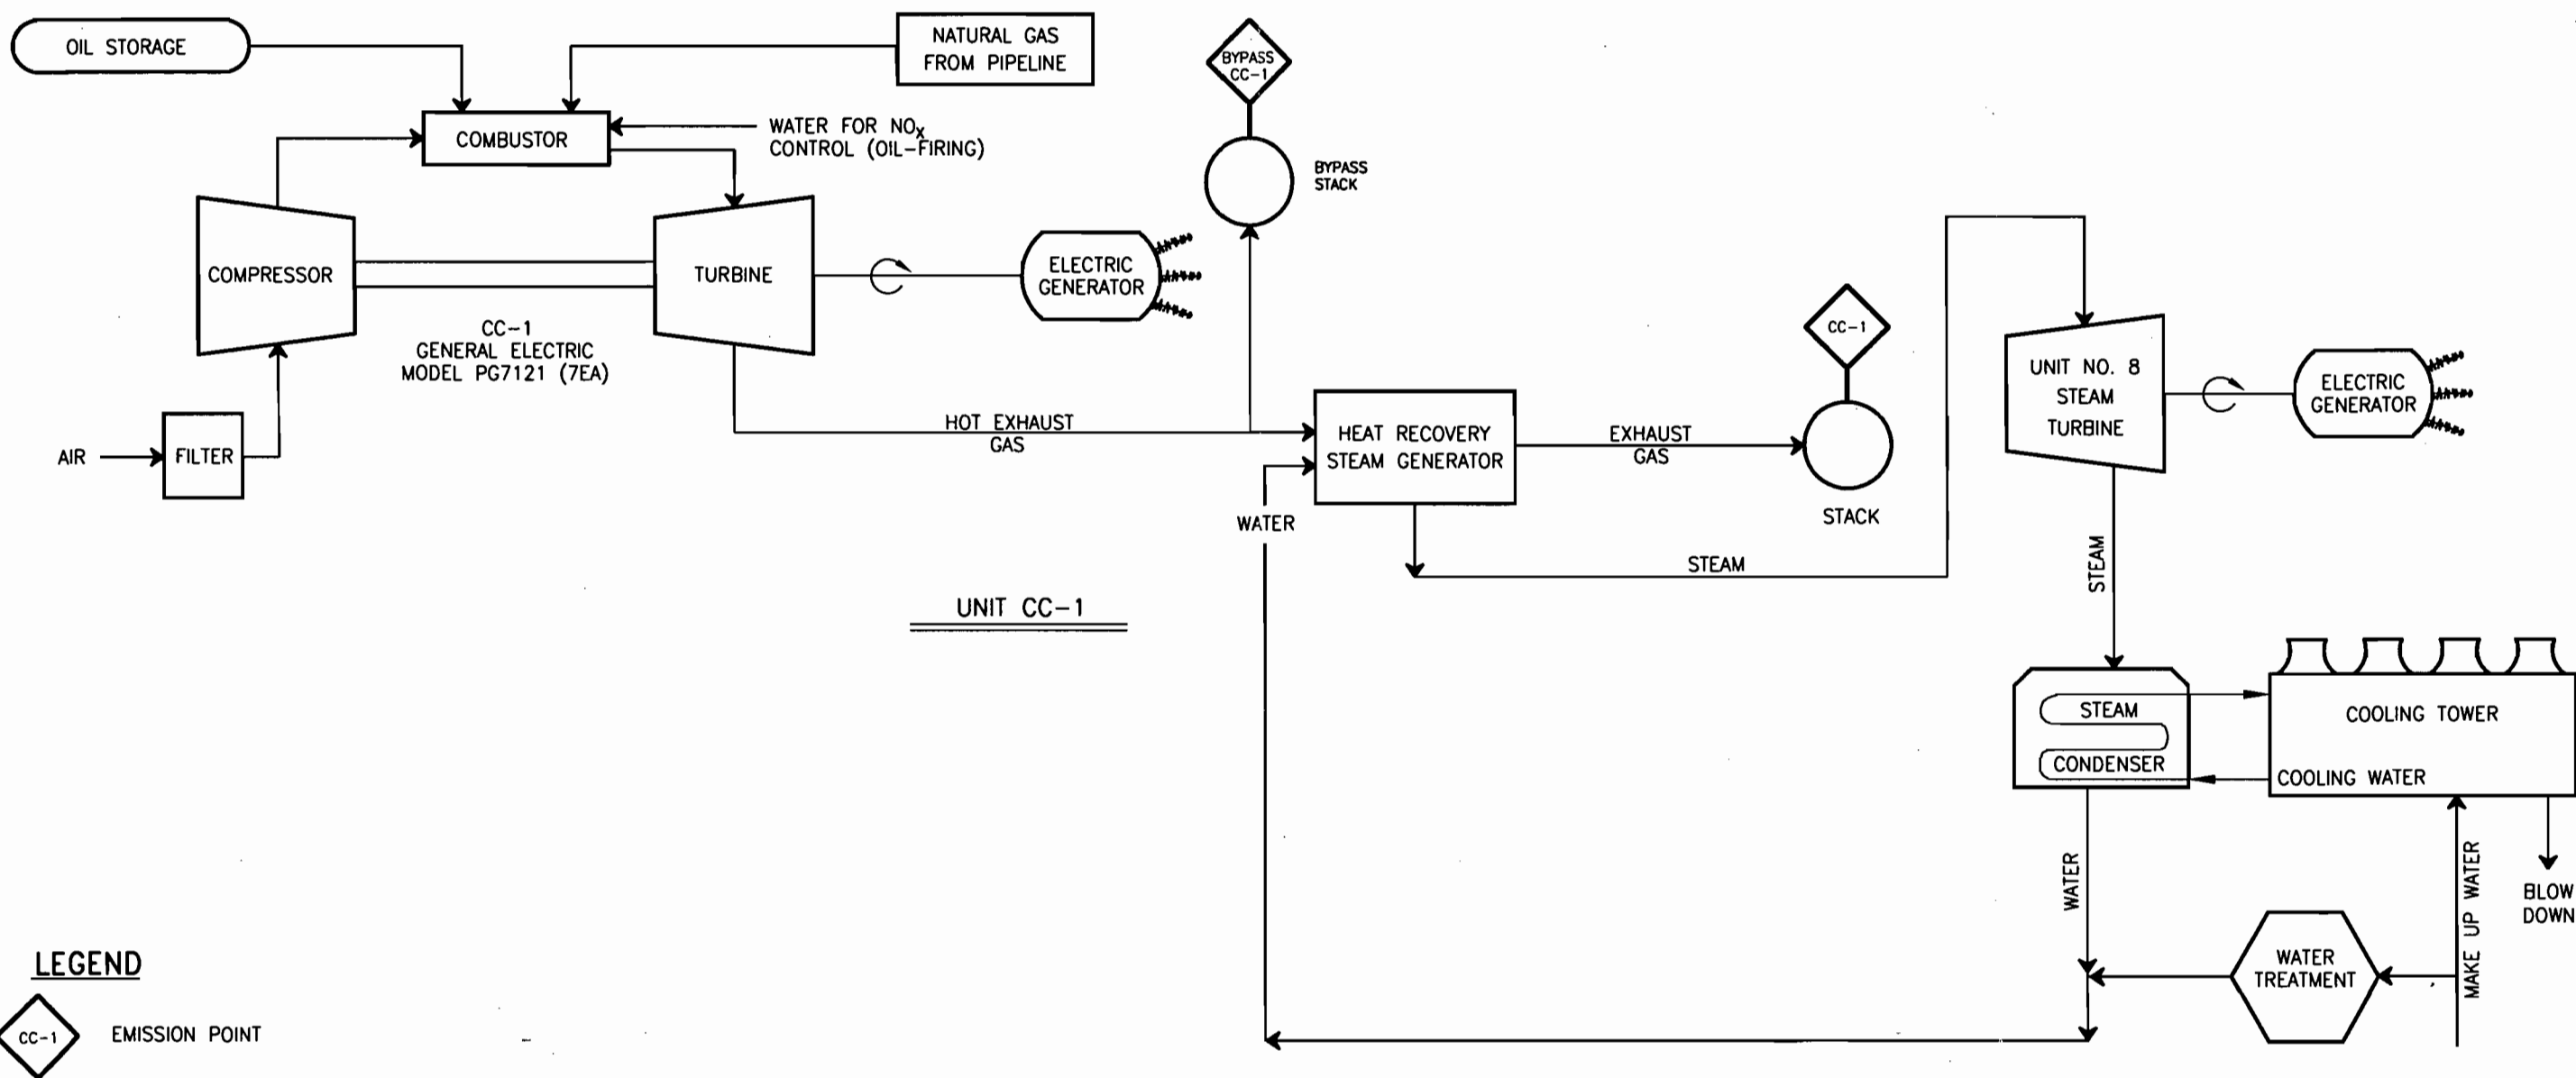 OIL STORAGE
NATURAL GAS
FROM PIPELINE
BYPASS
CC-1
COMBUSTOR
WATER FOR NOx
CONTROL (OIL-FIRING)
BYPASS
STACK
COMPRESSOR
TURBINE
ELECTRIC
GENERATOR
CC-1
GENERAL ELECTRIC
MODEL PG7121 (7EA)
CC-1
UNIT NO. 8
STEAM
TURBINE
ELECTRIC
GENERATOR
AIR
FILTER
HOT EXHAUST
GAS
HEAT RECOVERY
STEAM GENERATOR
EXHAUST
GAS
STACK
WATER
STEAM
STEAM
UNIT CC-1
STEAM
CONDENSER
COOLING TOWER
COOLING WATER
WATER
MAKE UP WATER
BLOW
DOWN
WATER
TREATMENT
LEGEND
CC-1
EMISSION POINT